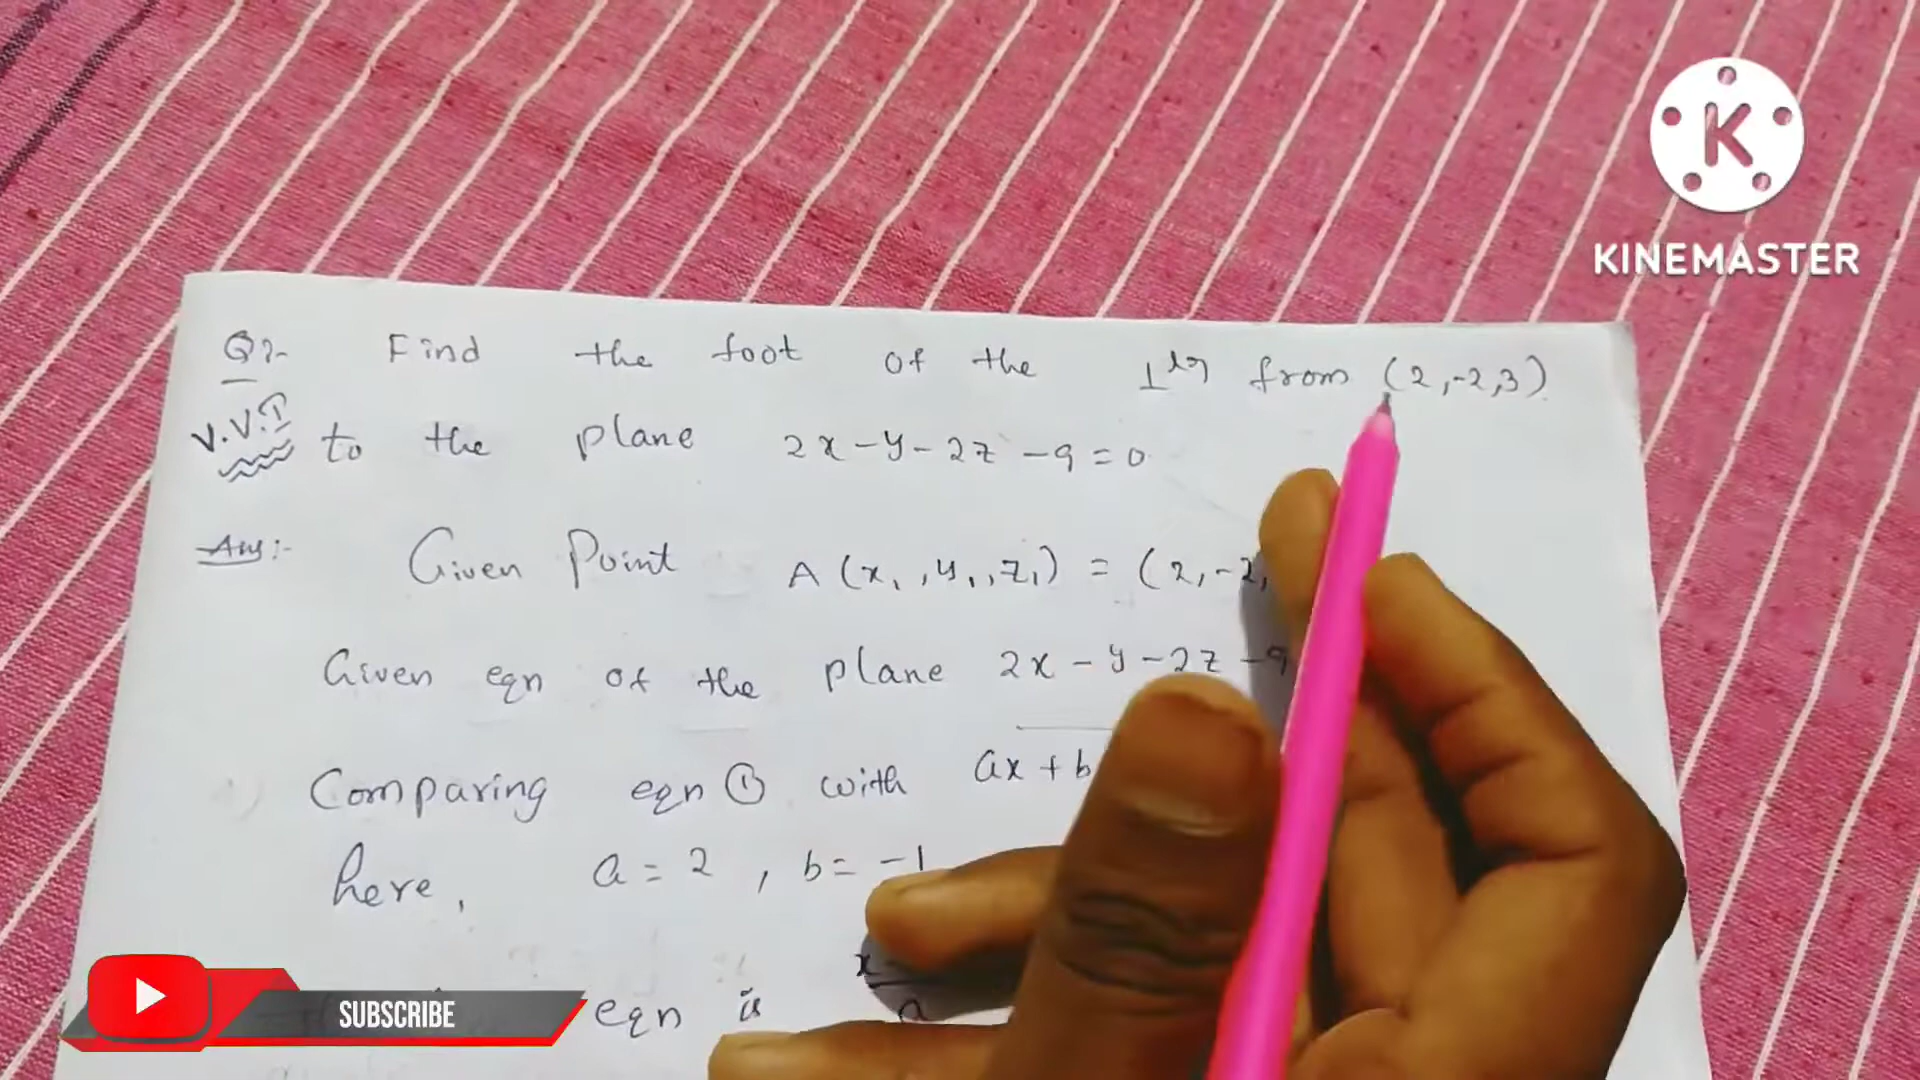 K
KINEMASTER
Q:- Find the foot of the ⊥er from (2,-2,3).
V.V.I to the plane 2x-y-2z-9=0.
Ans:- Given Point A(x₁,y₁,z₁) = (2,-2,
Given eqn of the plane 2x-y-2z-9
Comparing eqn ① with ax+b
here, a=2, b=-1
eqn is x
a
SUBSCRIBE